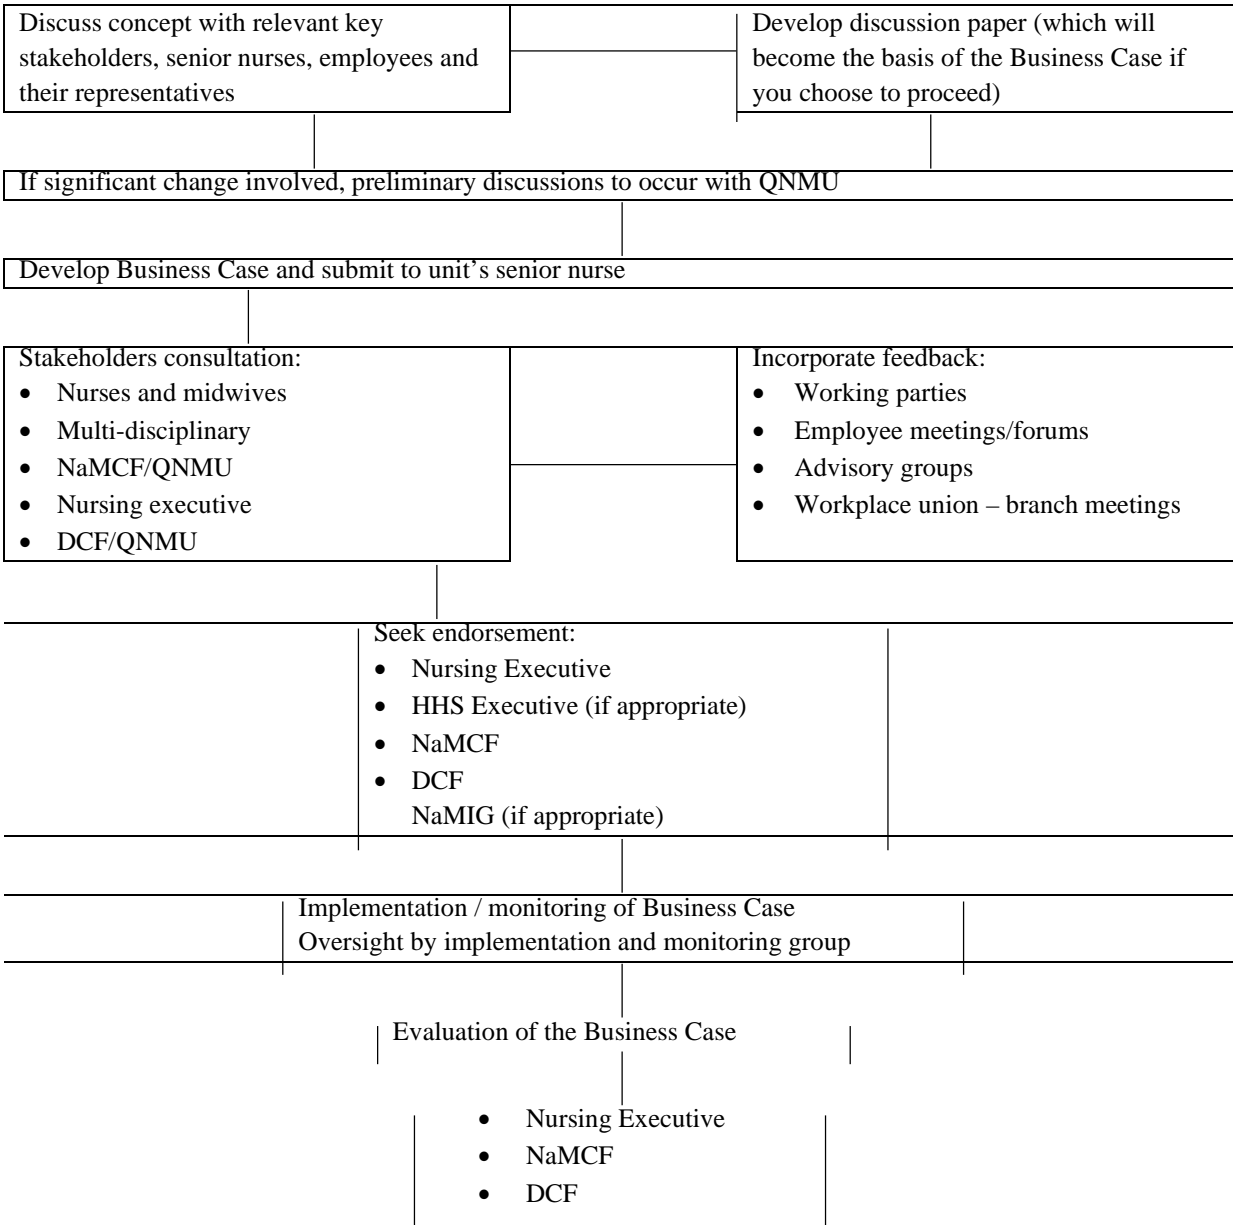 Discuss concept with relevant key
stakeholders, senior nurses, employees and
their representatives
Develop discussion paper (which will
become the basis of the Business Case if
you choose to proceed)
If significant change involved, preliminary discussions to occur with QNMU
Develop Business Case and submit to unit’s senior nurse
Stakeholders consultation:
• Nurses and midwives
• Multi-disciplinary
• NaMCF/QNMU
• Nursing executive
• DCF/QNMU
Incorporate feedback:
• Working parties
• Employee meetings/forums
• Advisory groups
• Workplace union – branch meetings
Seek endorsement:
• Nursing Executive
• HHS Executive (if appropriate)
• NaMCF
• DCF
NaMIG (if appropriate)
Implementation / monitoring of Business Case
Oversight by implementation and monitoring group
Evaluation of the Business Case
• Nursing Executive
• NaMCF
• DCF